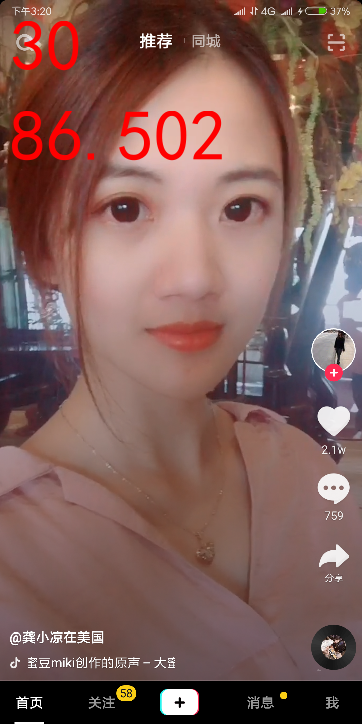 下午3:20
4G
37%
30
推荐
同城
86.502
2.1w
759
分享
@龚小凉在美国
蜜豆miki创作的原声 – 大蜜
首页
关注
58
消息
我